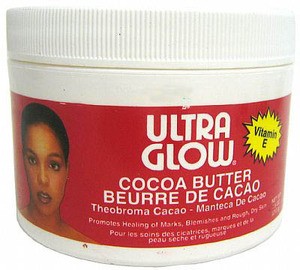 ULTRA
GLOW®
Vitamin
E
COCOA BUTTER
BEURRE DE CACAO
Theobroma Cacao - Manteca De Cacao
Promotes Healing of Marks, Blemishes and Rough, Dry Skin
Pour les soins des cicatrices, marques et de la
peau sèche et rugueuse